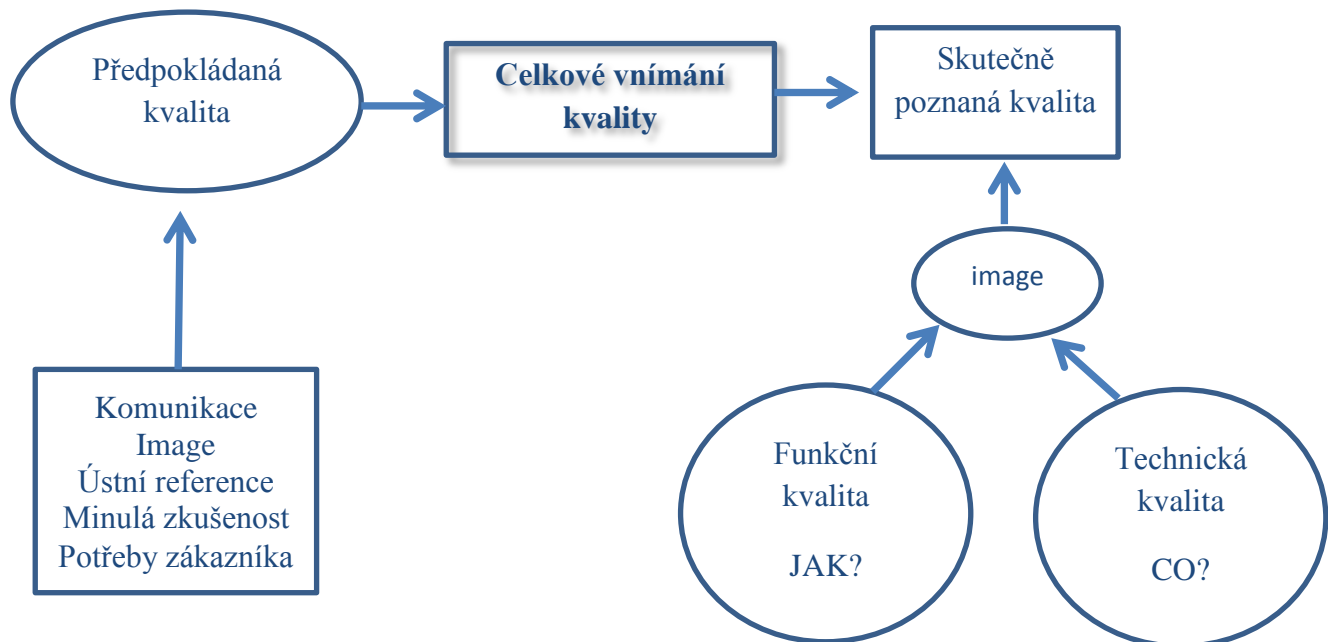 Předpokládaná
kvalita
Celkové vnímání
kvality
Skutečně
poznaná kvalita
image
Komunikace
Image
Ústní reference
Minulá zkušenost
Potřeby zákazníka
Funkční
kvalita
JAK?
Technická
kvalita
CO?